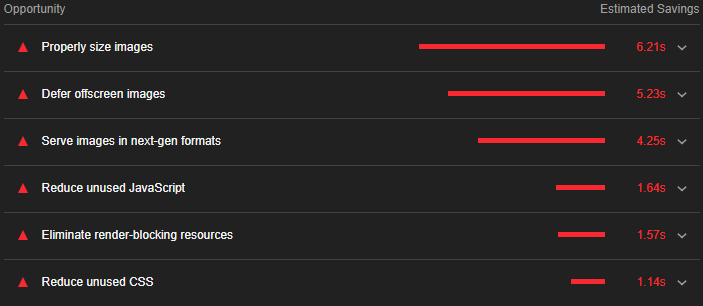 Opportunity Estimated Savings
Properly size images 6.21s
Defer offscreen images 5.23s
Serve images in next-gen formats 4.25s
Reduce unused JavaScript 1.64s
Eliminate render-blocking resources 1.57s
Reduce unused CSS 1.14s